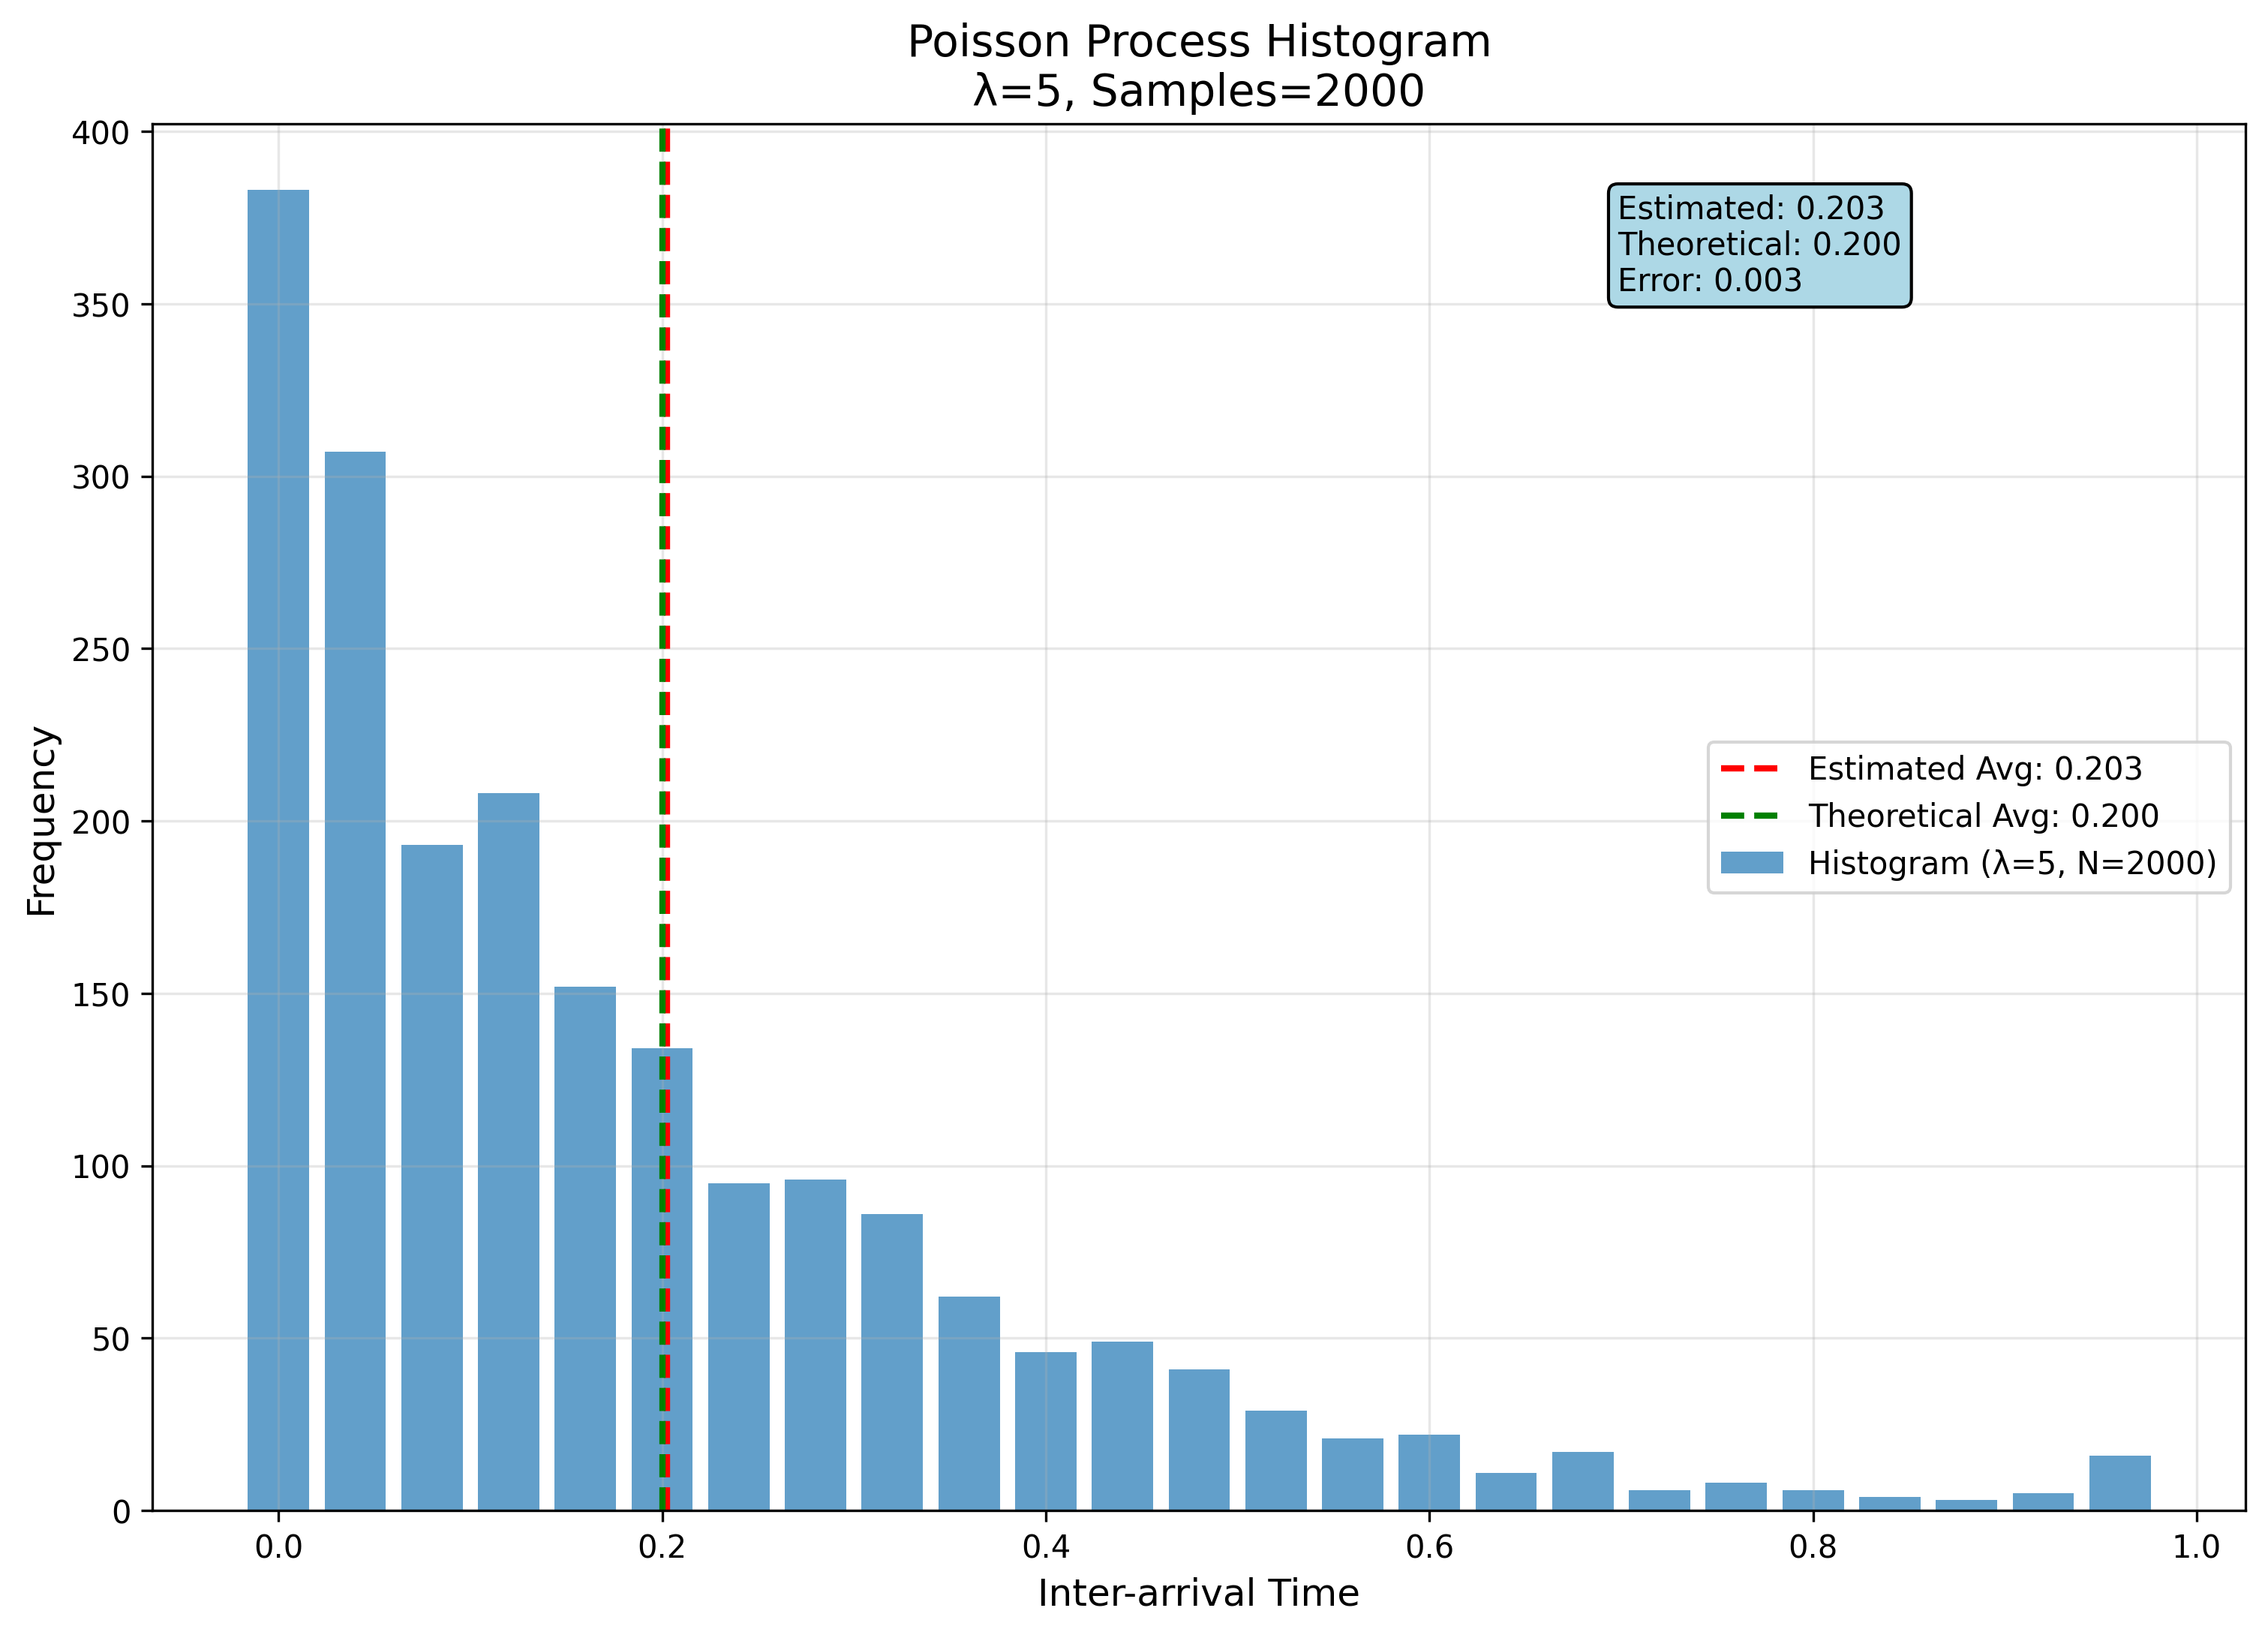 Poisson Process Histogram
λ=5, Samples=2000
400
350
300
250
200
150
100
50
0
Frequency
Estimated: 0.203
Theoretical: 0.200
Error: 0.003
Estimated Avg: 0.203
Theoretical Avg: 0.200
Histogram (λ=5, N=2000)
0.0 0.2 0.4 0.6 0.8 1.0
Inter-arrival Time